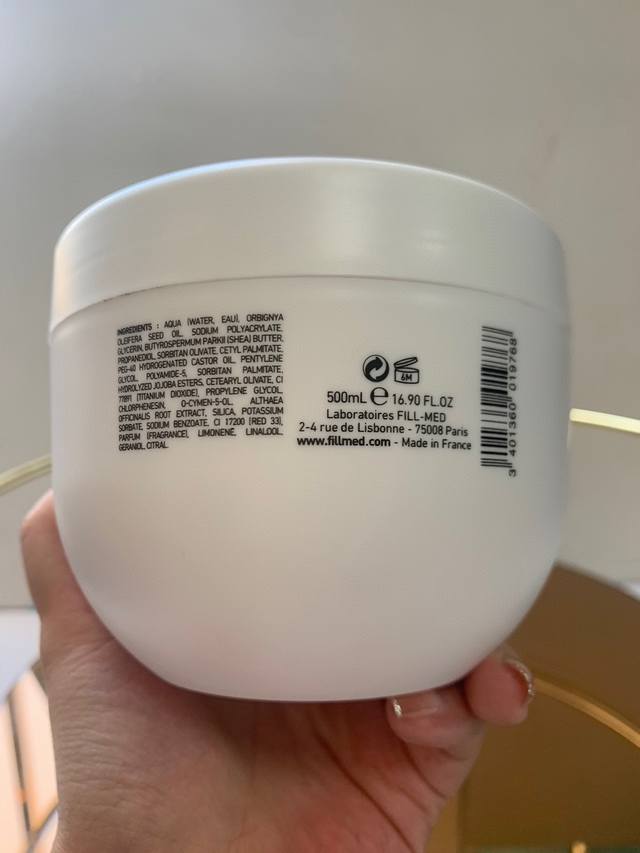 INGREDIENTS : AQUA (WATER, EAU), ORBIGNYA
OLEIFERA SEED OIL, SODIUM POLYACRYLATE,
GLYCERIN, BUTYROSPERMUM PARKII (SHEA) BUTTER,
PROPANEDIOL, SORBITAN OLIVATE, CETYL PALMITATE,
PEG-40 HYDROGENATED CASTOR OIL, PENTYLENE
GLYCOL, POLYAMIDE-5, SORBITAN PALMITATE,
HYDROLYZED JOJOBA ESTERS, CETEARYL OLIVATE, CI
77891 (TITANIUM DIOXIDE), PROPYLENE GLYCOL,
CHLORPHENESIN, O-CYMEN-5-OL, ALTHAEA
OFFICINALIS ROOT EXTRACT, SILICA, POTASSIUM
SORBATE, SODIUM BENZOATE, CI 17200 (RED 33),
PARFUM (FRAGRANCE), LIMONENE, LINALOOL,
GERANIOL, CITRAL.
6M
500mL ℮ 16.90 FL.OZ
Laboratoires FILL-MED
2-4 rue de Lisbonne - 75008 Paris
www.fillmed.com - Made in France
3 401360 019768